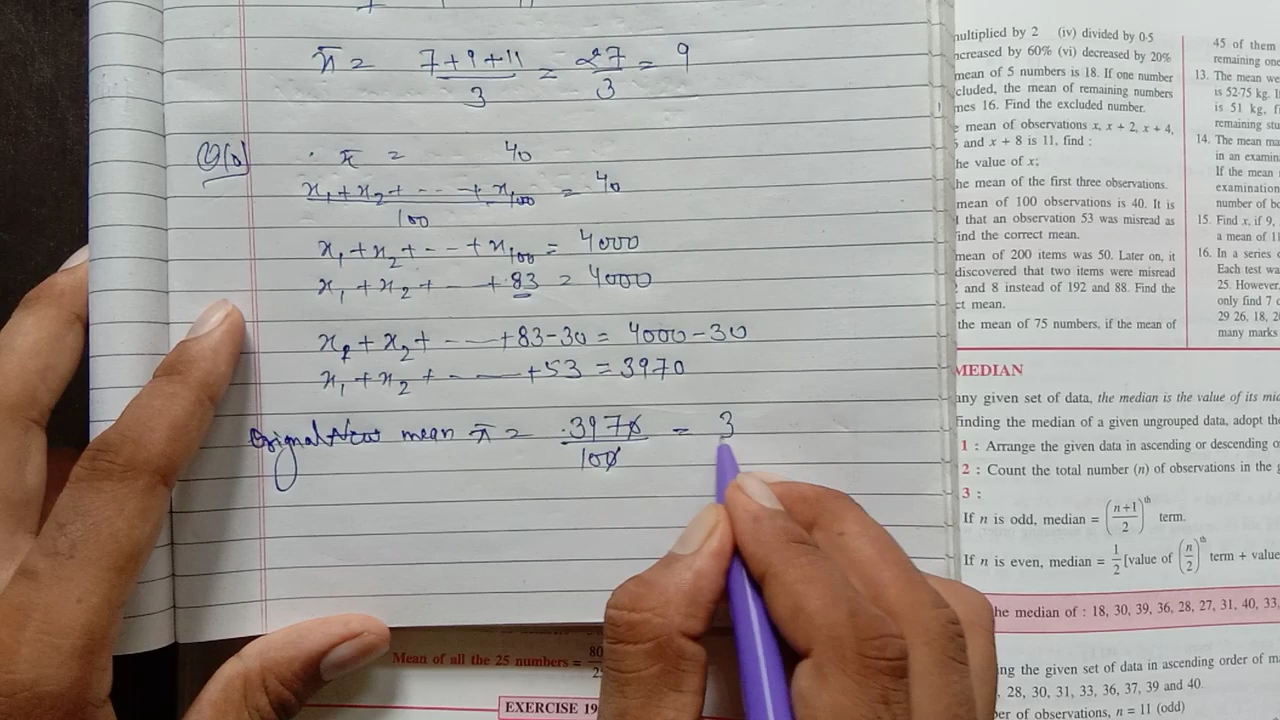 x̄ = 7+9+11/3 = 27/3 = 9
Q10) x̄ = 40
x₁+x₂+ --- + x₁₀₀/100 = 40
x₁+x₂+ --- +x₁₀₀ = 4000
x₁+x₂+ --- +83 = 4000
x₁+x₂+ --- +83-30 = 4000-30
x₁+x₂+ --- +53 = 3970
Orignal New mean x̄ = 3970/100 = 3
Mean of all the 25 numbers = 80
2
EXERCISE 19
multiplied by 2 (iv) divided by 0·5
ncreased by 60% (vi) decreased by 20%
mean of 5 numbers is 18. If one number
cluded, the mean of remaining numbers
mes 16. Find the excluded number.
mean of observations x, x + 2, x + 4,
and x + 8 is 11, find :
he value of x;
he mean of the first three observations.
mean of 100 observations is 40. It is
that an observation 53 was misread as
ind the correct mean.
mean of 200 items was 50. Later on, it
discovered that two items were misread
and 8 instead of 192 and 88. Find the
ct mean.
the mean of 75 numbers, if the mean of
45 of them
remaining one
13. The mean we
is 52·75 kg. I
is 51 kg, f
remaining stu
14. The mean ma
in an examin
If the mean
examination
number of bo
15. Find x, if 9,
a mean of 1
16. In a series o
Each test wa
25. However,
only find 7
29 26, 18, 2
many marks
MEDIAN
any given set of data, the median is the value of its mid
finding the median of a given ungrouped data, adopt th
1 : Arrange the given data in ascending or descending o
2 : Count the total number (n) of observations in the g
3 :
If n is odd, median = (n+1/2)th term.
If n is even, median = 1/2 [value of (n/2)th term + value
he median of : 18, 30, 39, 36, 28, 27, 31, 40, 33,
ing the given set of data in ascending order of m
, 28, 30, 31, 33, 36, 37, 39 and 40.
er of observations, n = 11 (odd)